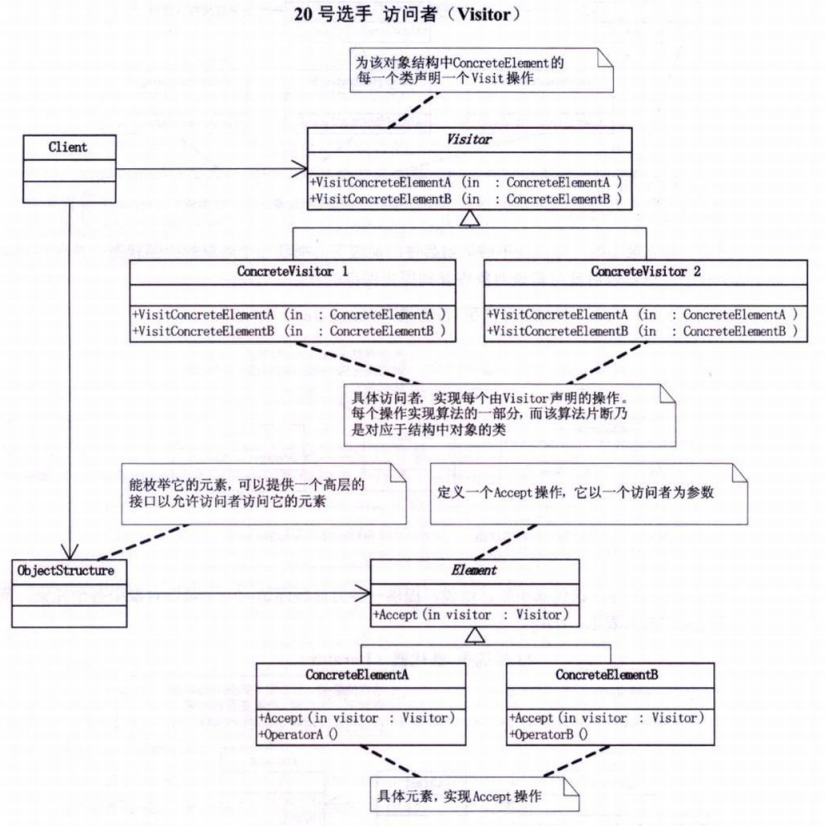 20 号选手 访问者（Visitor）
为该对象结构中ConcreteElement的
每一个类声明一个Visit操作
Client
Visitor
+VisitConcreteElementA (in  : ConcreteElementA )
+VisitConcreteElementB (in  : ConcreteElementB )
ConcreteVisitor 1
+VisitConcreteElementA (in  : ConcreteElementA )
+VisitConcreteElementB (in  : ConcreteElementB )
ConcreteVisitor 2
+VisitConcreteElementA (in  : ConcreteElementA )
+VisitConcreteElementB (in  : ConcreteElementB )
具体访问者，实现每个由Visitor声明的操作。
每个操作实现算法的一部分，而该算法片断乃
是对应于结构中对象的类
能枚举它的元素，可以提供一个高层的
接口以允许访问者访问它的元素
定义一个Accept操作，它以一个访问者为参数
ObjectStructure
Element
+Accept(in visitor : Visitor)
ConcreteElementA
+Accept(in visitor : Visitor)
+OperatorA()
ConcreteElementB
+Accept(in visitor : Visitor)
+OperatorB()
具体元素，实现Accept操作